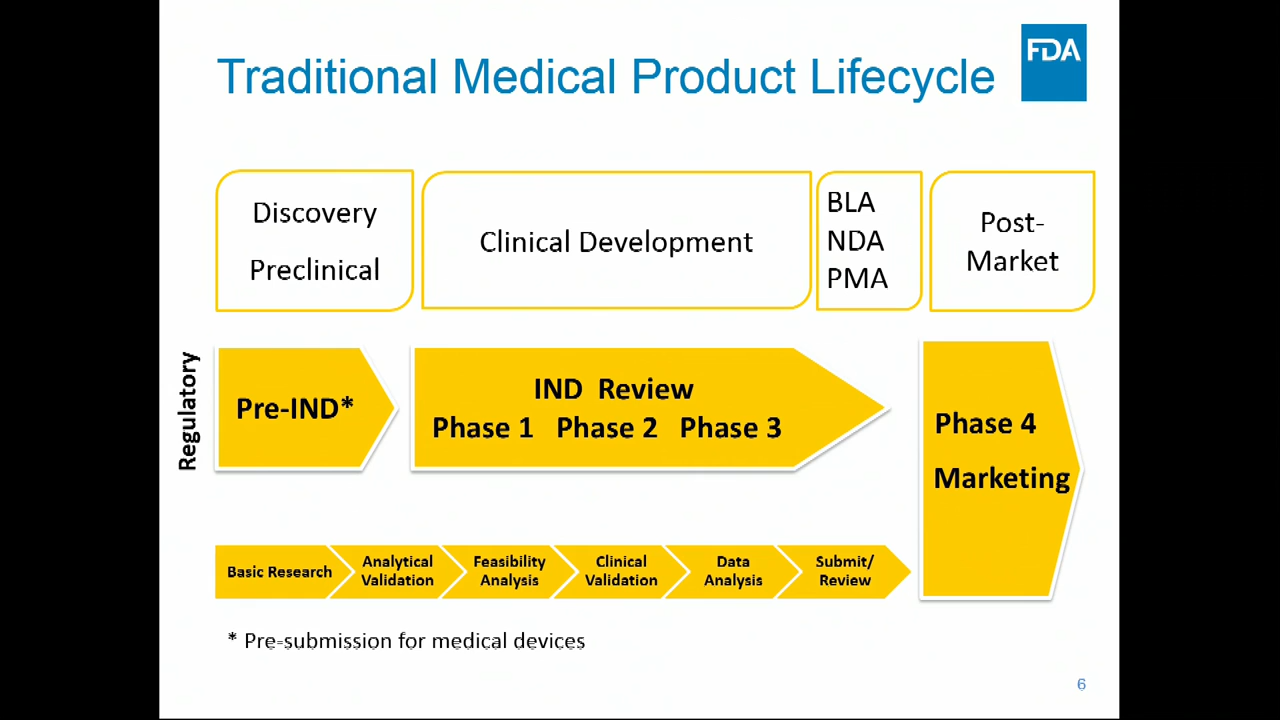 Traditional Medical Product Lifecycle
FDA
Discovery
Preclinical
Clinical Development
BLA
NDA
PMA
Post-
Market
Regulatory
Pre-IND*
IND Review
Phase 1 Phase 2 Phase 3
Phase 4
Marketing
Basic Research
Analytical
Validation
Feasibility
Analysis
Clinical
Validation
Data
Analysis
Submit/
Review
* Pre-submission for medical devices
6